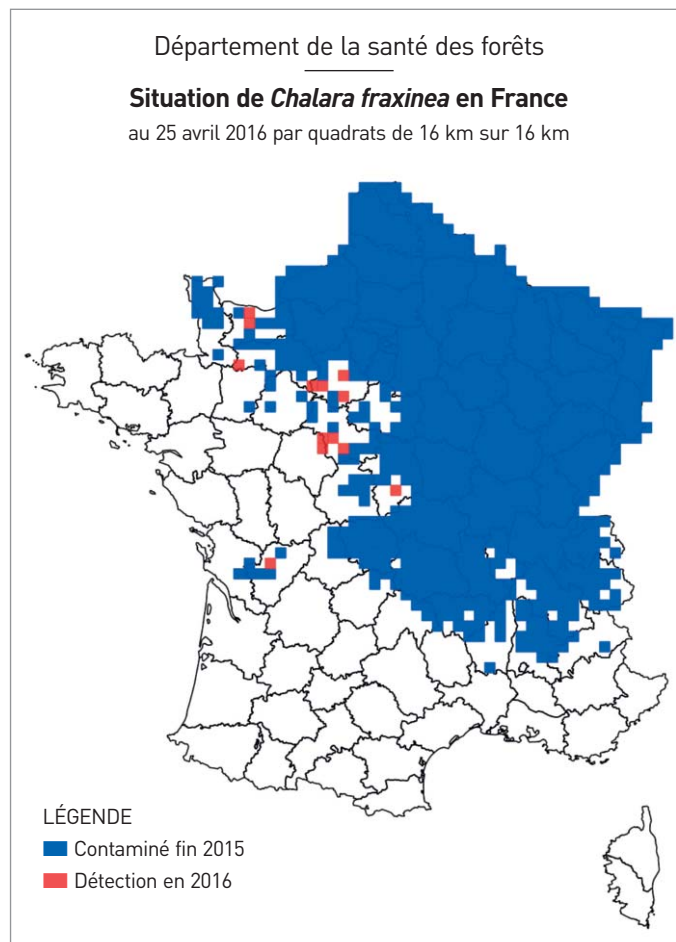 Département de la santé des forêts
Situation de Chalara fraxinea en France
au 25 avril 2016 par quadrats de 16 km sur 16 km
LÉGENDE
Contaminé fin 2015
Détection en 2016